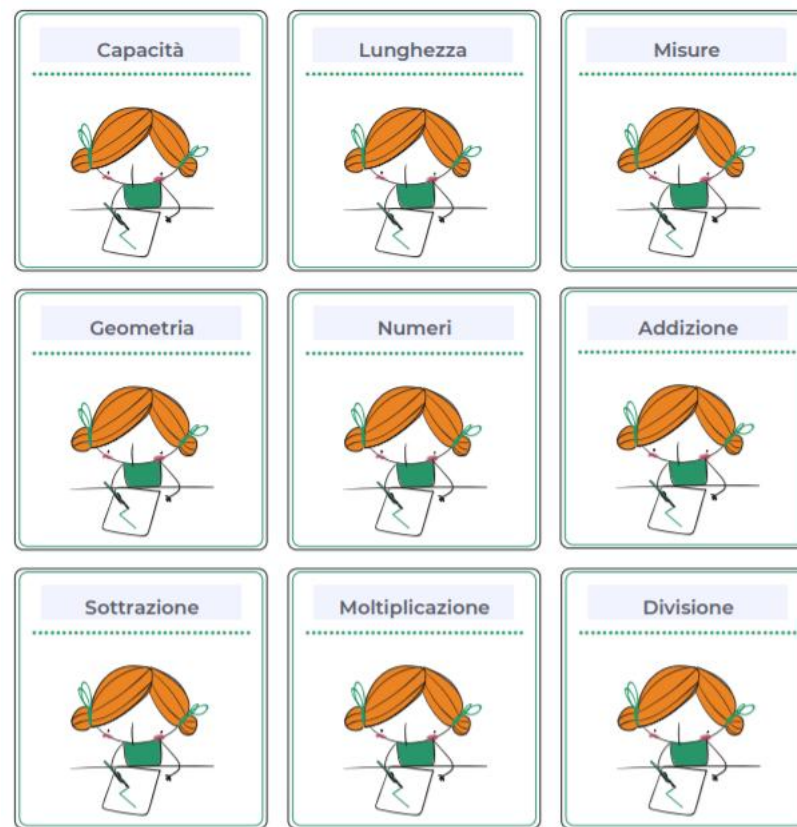 Capacità
Lunghezza
Misure
Geometria
Numeri
Addizione
Sottrazione
Moltiplicazione
Divisione